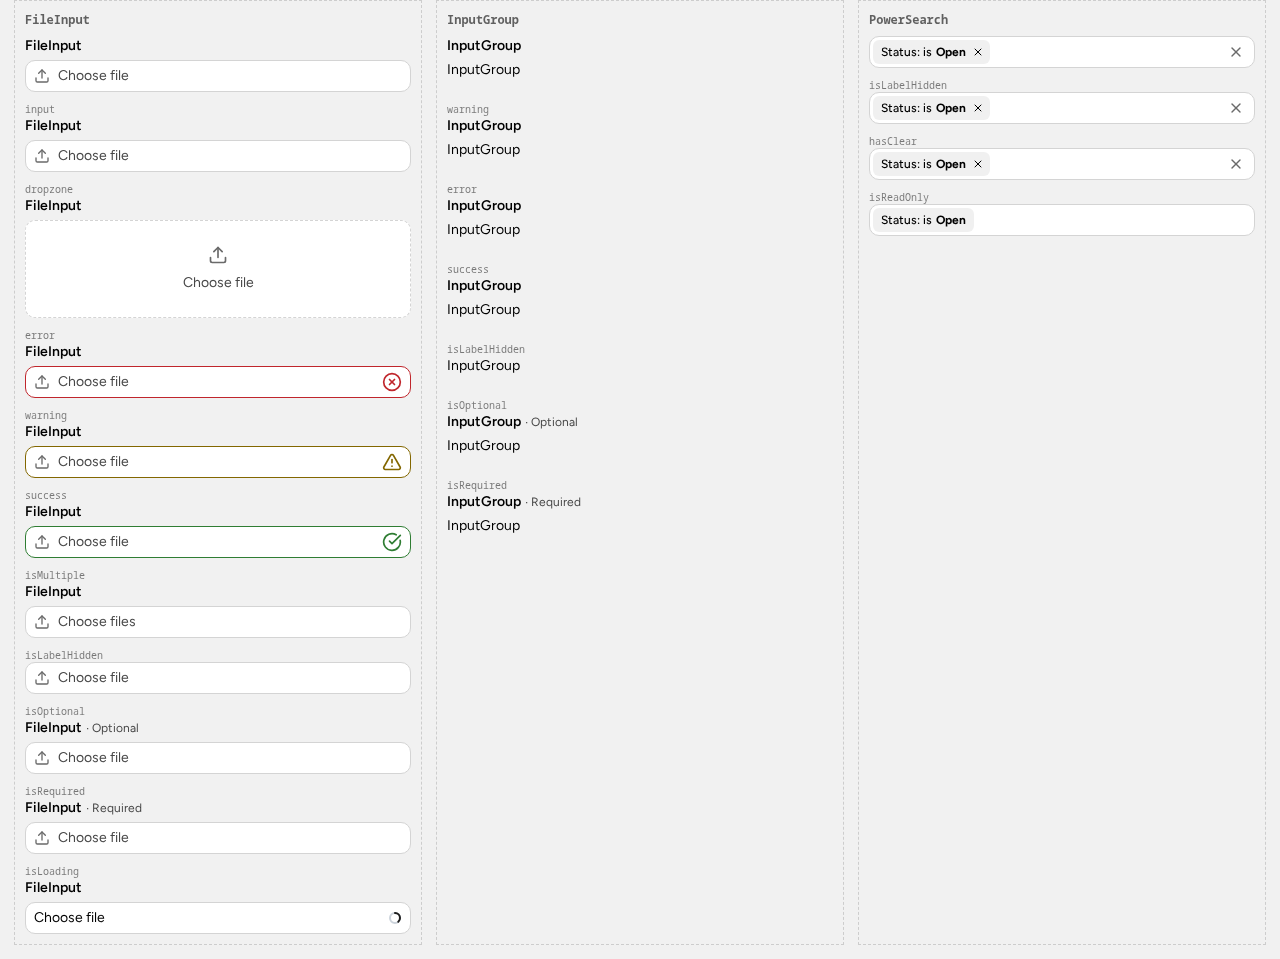 FileInput
FileInput
Choose file
input
FileInput
Choose file
dropzone
FileInput
Choose file
error
FileInput
Choose file
warning
FileInput
Choose file
success
FileInput
Choose file
isMultiple
FileInput
Choose files
isLabelHidden
Choose file
isOptional
FileInput · Optional
Choose file
isRequired
FileInput · Required
Choose file
isLoading
FileInput
Choose file
InputGroup
InputGroup
InputGroup
warning
InputGroup
InputGroup
error
InputGroup
InputGroup
success
InputGroup
InputGroup
isLabelHidden
InputGroup
isOptional
InputGroup · Optional
InputGroup
isRequired
InputGroup · Required
InputGroup
PowerSearch
Status: is Open
isLabelHidden
Status: is Open
hasClear
Status: is Open
isReadOnly
Status: is Open